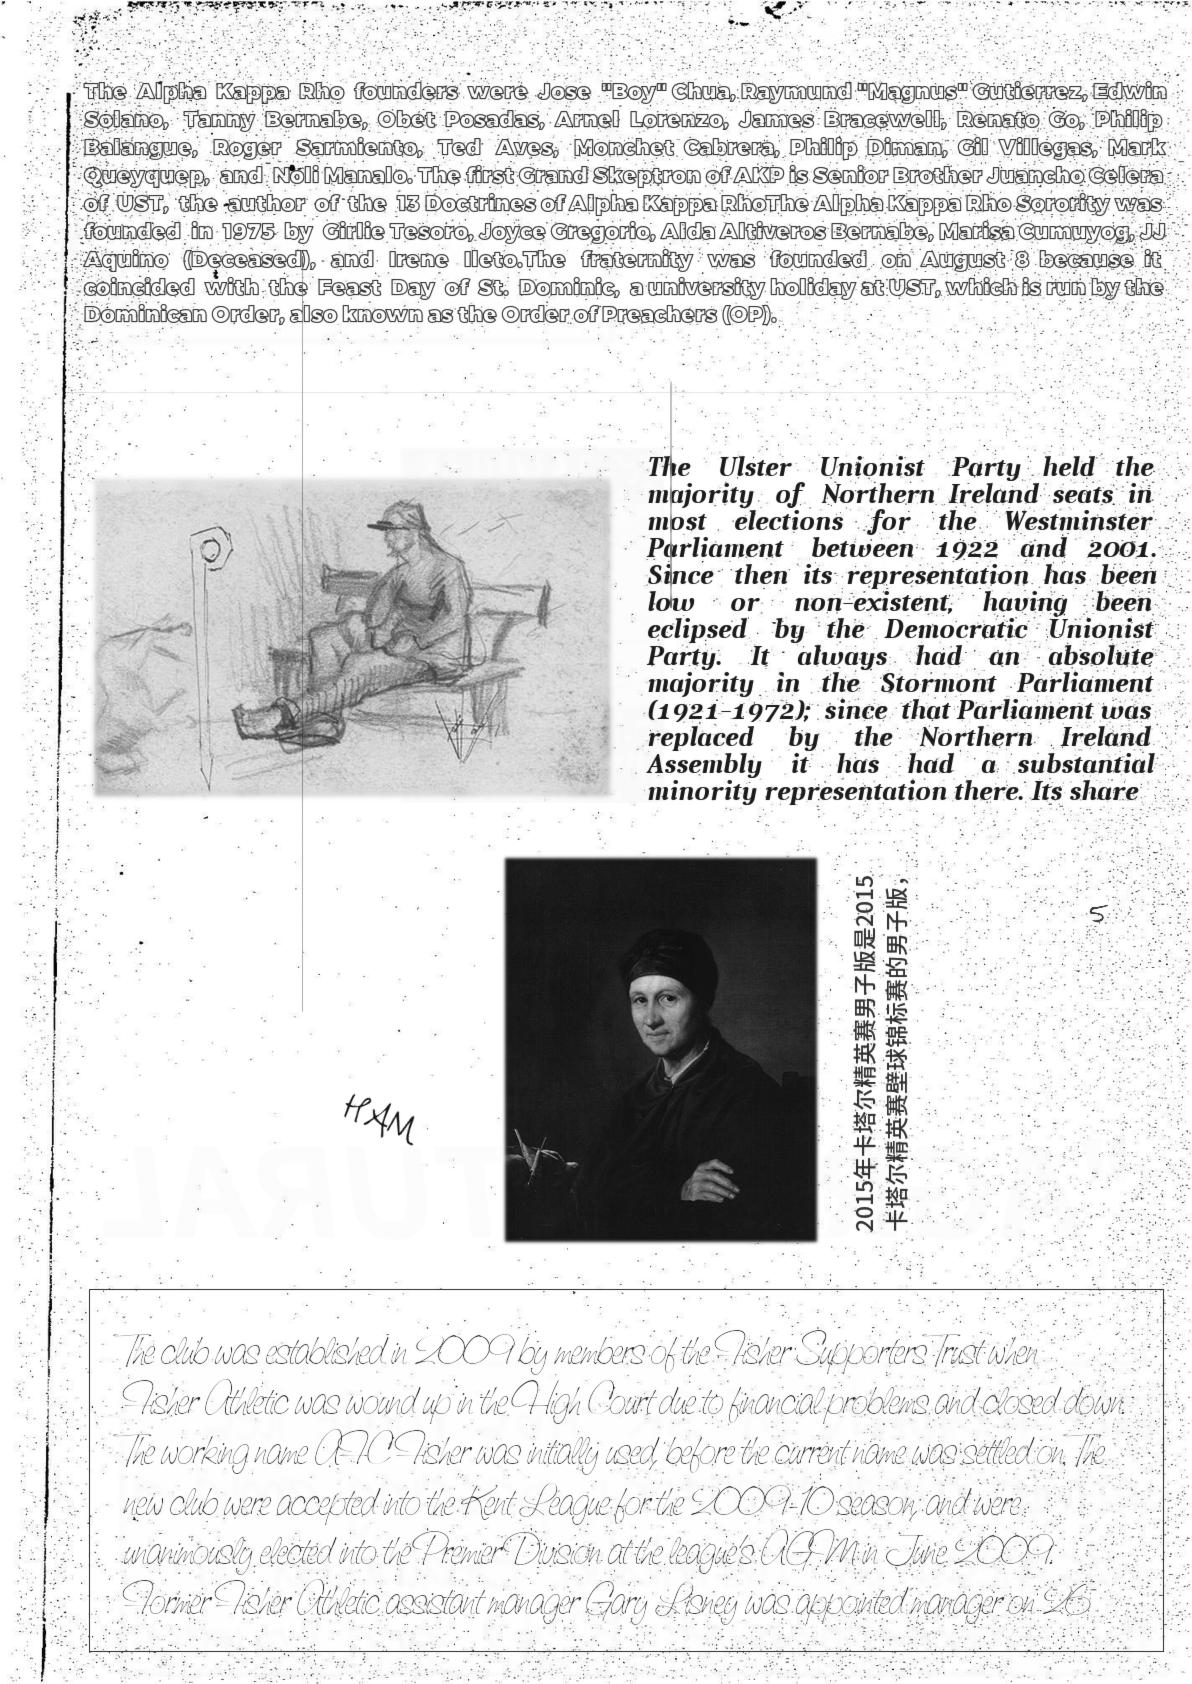 The Alpha Kappa Rho founders were Jose "Boy" Chua, Raymund "Magnus" Gutierrez, Edwin
Solano, Tanny Bernabe, Obet Posadas, Arnel Lorenzo, James Bracewell, Renato Go, Philip
Balangue, Roger Sarmiento, Ted Aves, Monchet Cabrera, Philip Diman, Gil Villegas, Mark
Queyquep, and Noli Manalo. The first Grand Skeptron of AKP is Senior Brother Juancho Celera
of UST, the author of the 13 Doctrines of Alpha Kappa RhoThe Alpha Kappa Rho Sorority was
founded in 1975 by Girlie Tesoro, Joyce Gregorio, Alda Altiveros Bernabe, Marisa Cumuyog, JJ
Aquino (Deceased), and Irene Ileto.The fraternity was founded on August 8 because it
coincided with the Feast Day of St. Dominic, a university holiday at UST, which is run by the
Dominican Order, also known as the Order of Preachers (OP).
The Ulster Unionist Party held the
majority of Northern Ireland seats in
most elections for the Westminster
Parliament between 1922 and 2001.
Since then its representation has been
low or non-existent, having been
eclipsed by the Democratic Unionist
Party. It always had an absolute
majority in the Stormont Parliament
(1921–1972); since that Parliament was
replaced by the Northern Ireland
Assembly it has had a substantial
minority representation there. Its share
2015年卡塔尔精英赛男子版是2015
卡塔尔精英赛壁球锦标赛的男子版，
5
HAM
The club was established in 2009 by members of the Fisher Supporters Trust when
Fisher Athletic was wound up in the High Court due to financial problems and closed down.
The working name AFC Fisher was initially used, before the current name was settled on. The
new club were accepted into the Kent League for the 2009–10 season, and were
unanimously elected into the Premier Division at the league's AGM in June 2009.
Former Fisher Athletic assistant manager Gary Lisney was appointed manager on 26